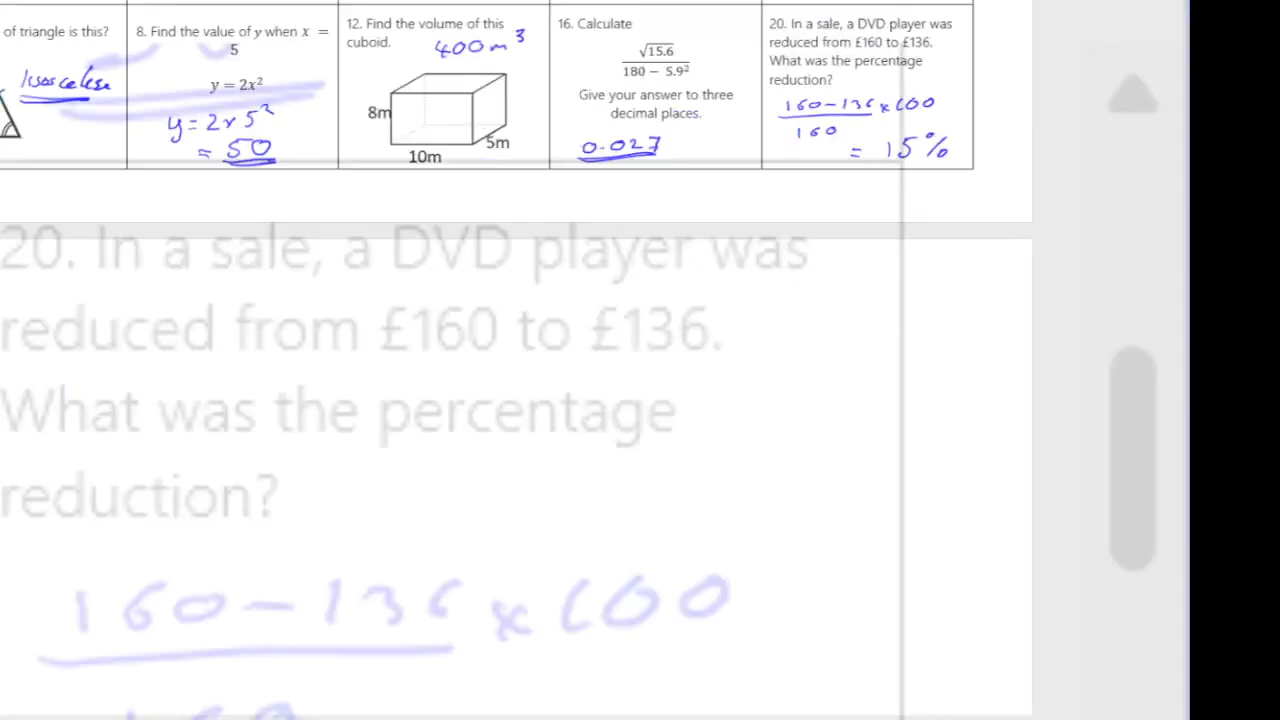 of triangle is this?
Isoscelese
8. Find the value of y when x =
5
y = 2x²
y = 2 x 5²
= 50
12. Find the volume of this
cuboid.
400m³
8m
5m
10m
16. Calculate
√15.6
180 − 5.9²
Give your answer to three
decimal places.
0.027
20. In a sale, a DVD player was
reduced from £160 to £136.
What was the percentage
reduction?
160-136 x 100
160
= 15%
20. In a sale, a DVD player was
reduced from £160 to £136.
What was the percentage
reduction?
160 - 136 x 100
160